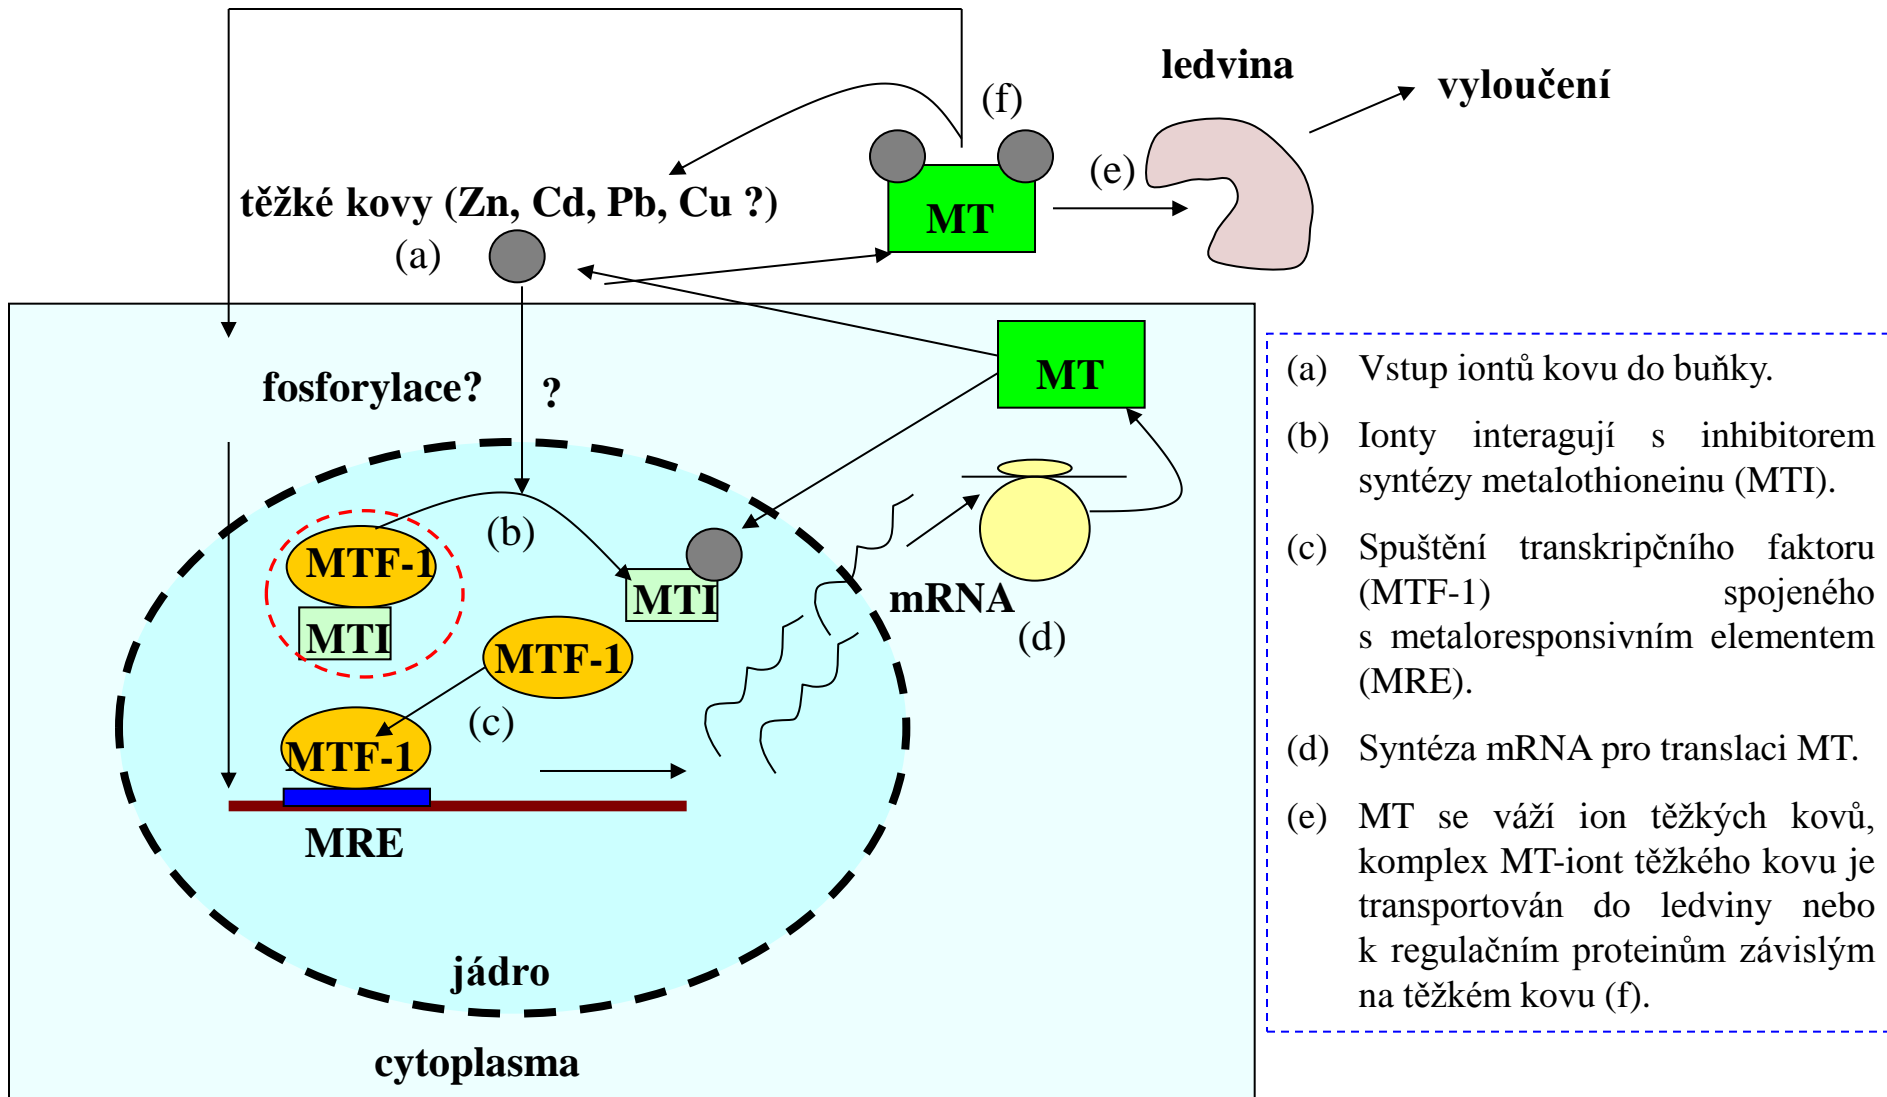 ledvina
vyloučení
(f)
(e)
MT
těžké kovy (Zn, Cd, Pb, Cu ?)
(a)
MT
fosforylace?
?
(b)
MTF-1
MTI
MTI
mRNA
(d)
MTF-1
(c)
MTF-1
MRE
jádro
cytoplasma
(a) Vstup iontů kovu do buňky.
(b) Ionty interagují s inhibitorem
syntézy metalothioneinu (MTI).
(c) Spuštění transkripčního faktoru
(MTF-1) spojeného
s metaloresponsivním elementem
(MRE).
(d) Syntéza mRNA pro translaci MT.
(e) MT se váží ion těžkých kovů,
komplex MT-iont těžkého kovu je
transportován do ledviny nebo
k regulačním proteinům závislým
na těžkém kovu (f).